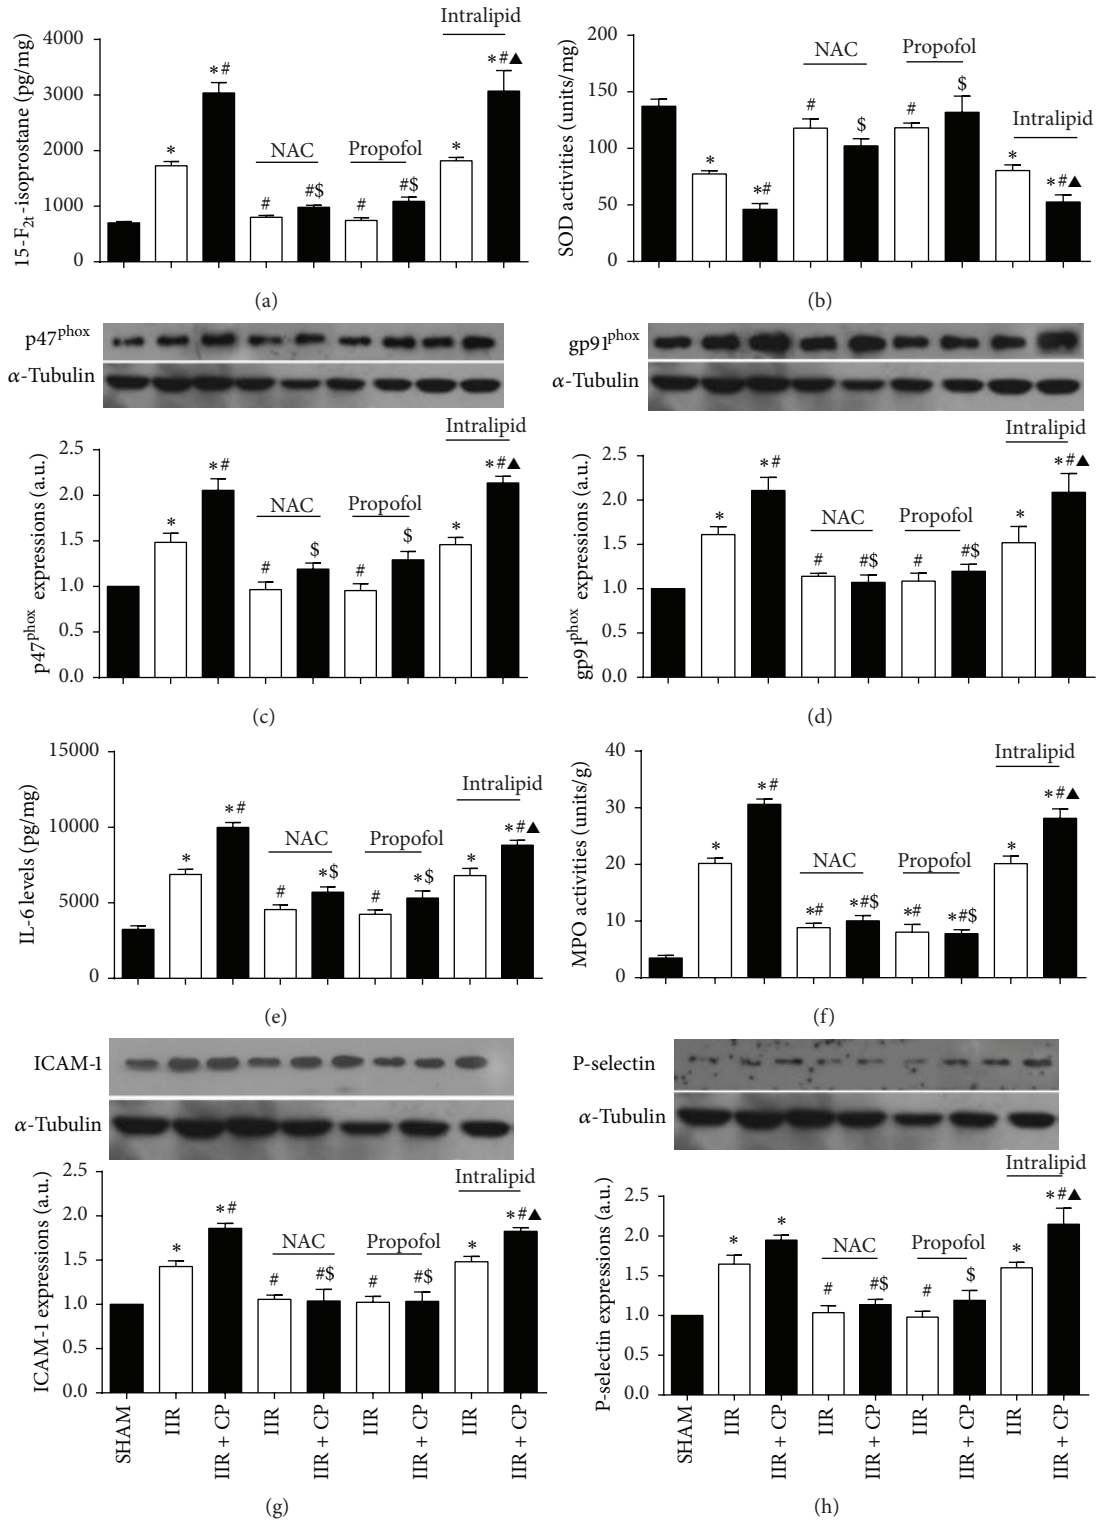 15-F2t-isoprostane (pg/mg)
4000
3000
2000
1000
0
*
*#
NAC
#
#$
Propofol
#
#$
Intralipid
*
*#▲
(a)
SOD activities (units/mg)
200
150
100
50
0
*
*#
NAC
#
$
Propofol
#
$
Intralipid
*
*#▲
(b)
p47phox
α-Tubulin
p47phox expressions (a.u.)
2.5
2.0
1.5
1.0
0.5
0.0
*
*#
NAC
#
$
Propofol
#
$
Intralipid
*
*#▲
(c)
gp91phox
α-Tubulin
gp91phox expressions (a.u.)
2.5
2.0
1.5
1.0
0.5
0.0
*
*#
NAC
#
#$
Propofol
#
#$
Intralipid
*
*#▲
(d)
IL-6 levels (pg/mg)
15000
10000
5000
0
*
*#
NAC
#
*$
Propofol
#
*$
Intralipid
*
*#▲
(e)
MPO activities (units/g)
40
30
20
10
0
*
*#
NAC
*#
*#$
Propofol
*#
*#$
Intralipid
*
*#▲
(f)
ICAM-1
α-Tubulin
ICAM-1 expressions (a.u.)
2.5
2.0
1.5
1.0
0.5
0.0
*
*#
NAC
#
#$
Propofol
#
#$
Intralipid
*
*#▲
SHAM
IIR
IIR + CP
IIR
IIR + CP
IIR
IIR + CP
IIR
IIR + CP
(g)
P-selectin
α-Tubulin
P-selectin expressions (a.u.)
2.5
2.0
1.5
1.0
0.5
0.0
*
*
NAC
#
#$
Propofol
#
$
Intralipid
*
*#▲
SHAM
IIR
IIR + CP
IIR
IIR + CP
IIR
IIR + CP
IIR
IIR + CP
(h)